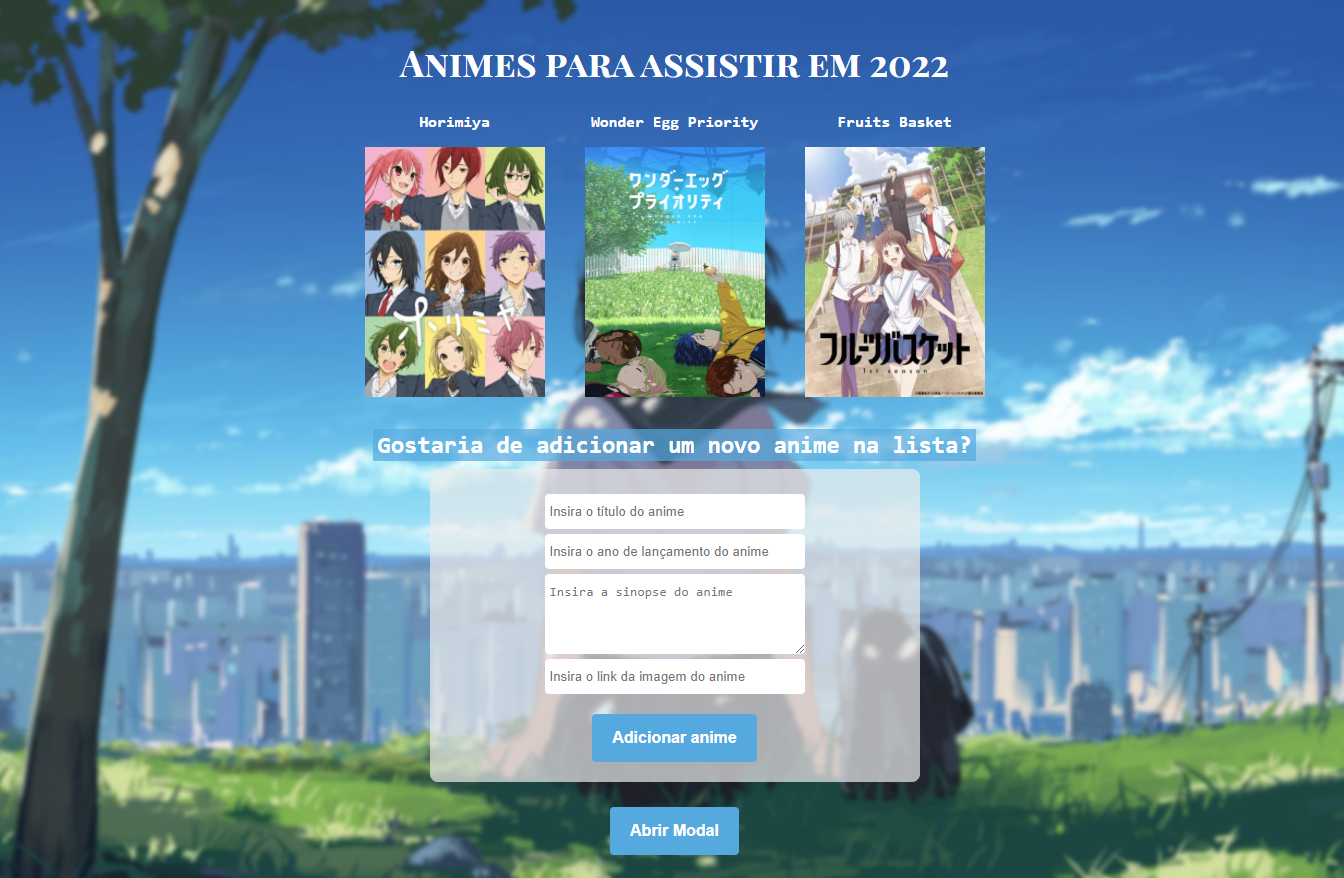 Animes para assistir em 2022
Horimiya
Wonder Egg Priority
Fruits Basket
ホリミヤ
ワンダーエッグ
プライオリティ
フルーツバスケット
1st season
Gostaria de adicionar um novo anime na lista?
Insira o título do anime
Insira o ano de lançamento do anime
Insira a sinopse do anime
Insira o link da imagem do anime
Adicionar anime
Abrir Modal